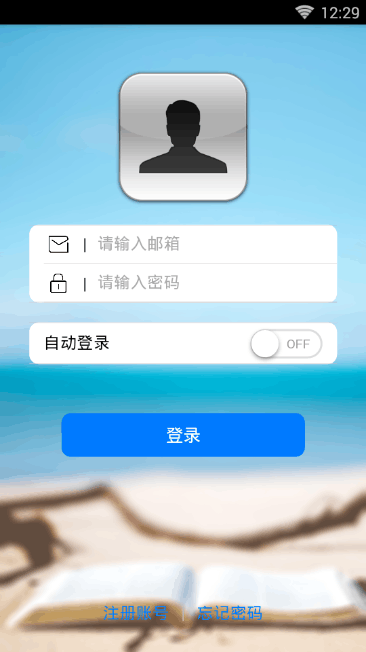 12:29
| 请输入邮箱
| 请输入密码
自动登录 OFF
登录
注册账号 | 忘记密码